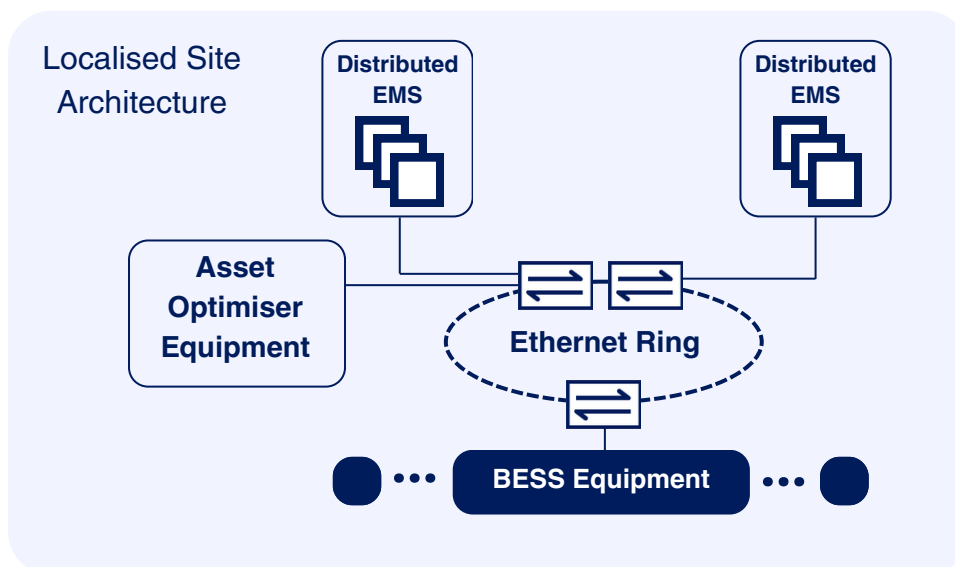 Localised Site
Architecture
Distributed
EMS
Distributed
EMS
Asset
Optimiser
Equipment
Ethernet Ring
BESS Equipment